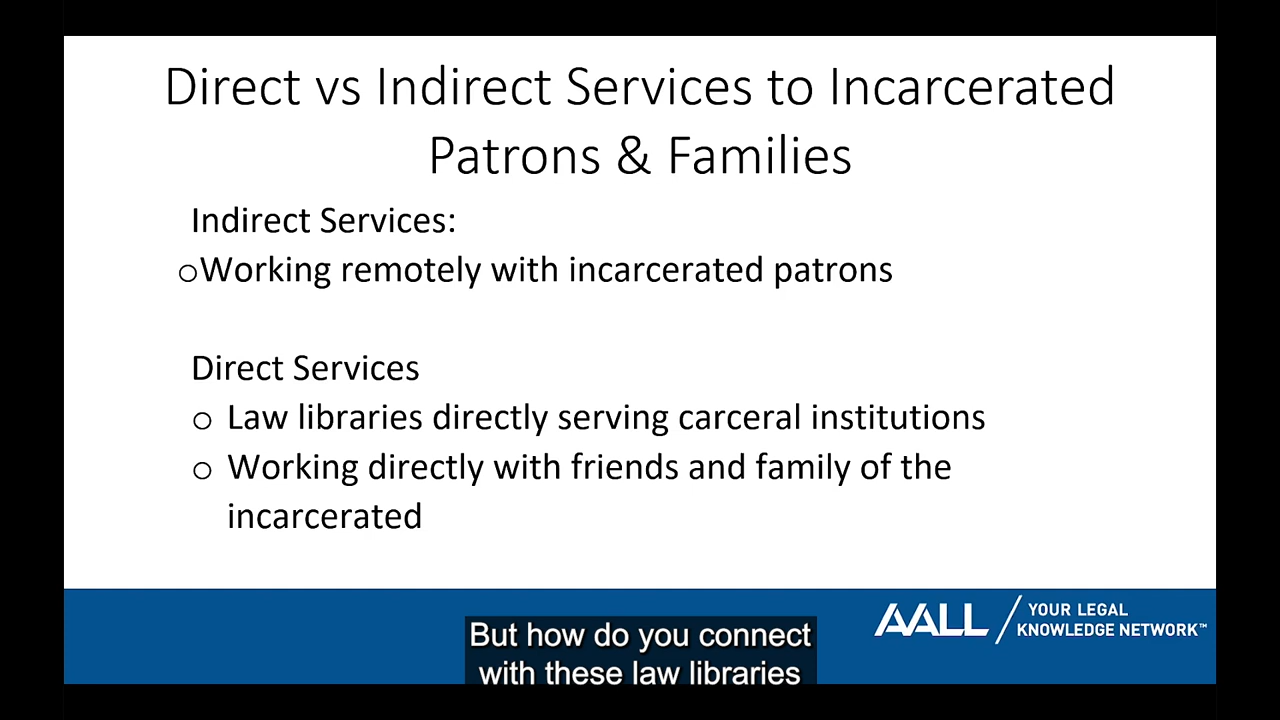 Direct vs Indirect Services to Incarcerated
Patrons & Families
Indirect Services:
oWorking remotely with incarcerated patrons
Direct Services
o Law libraries directly serving carceral institutions
o Working directly with friends and family of the
incarcerated
AALL
YOUR LEGAL
KNOWLEDGE NETWORK™
But how do you connect
with these law libraries